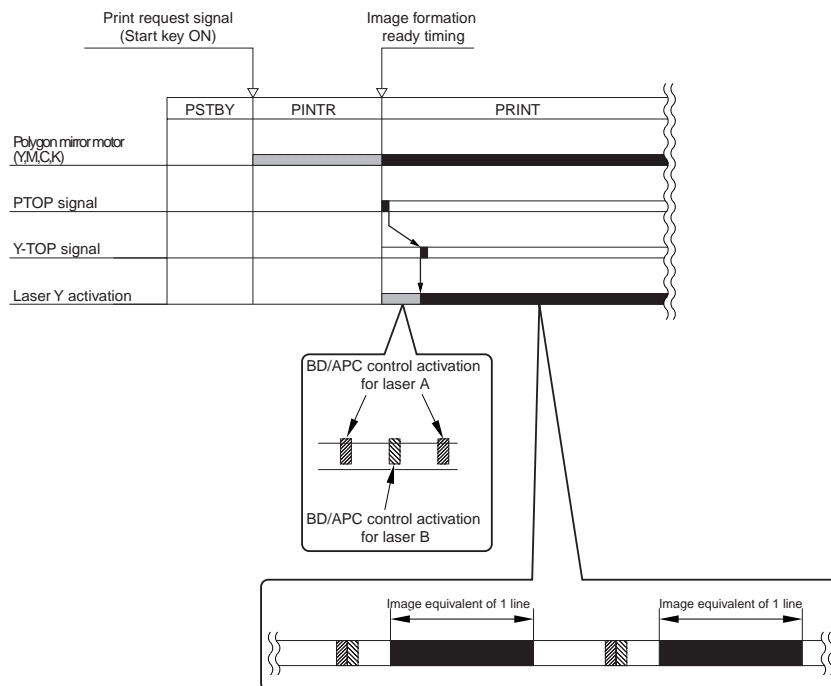 Print request signal
(Start key ON)
Image formation
ready timing
PSTBY
PINTR
PRINT
Polygon mirror motor
(Y,M,C,K)
PTOP signal
Y-TOP signal
Laser Y activation
BD/APC control activation
for laser A
BD/APC control activation
for laser B
Image equivalent of 1 line
Image equivalent of 1 line